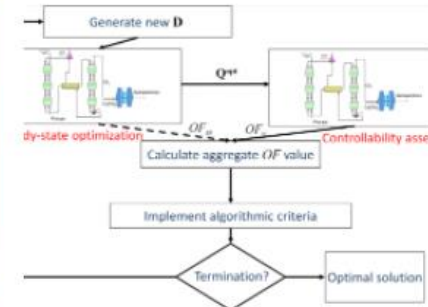 Generate new D
Q^opt
dy-state optimization
OF
OF
Controllability asse
Calculate aggregate OF value
Implement algorithmic criteria
Termination?
Optimal solution